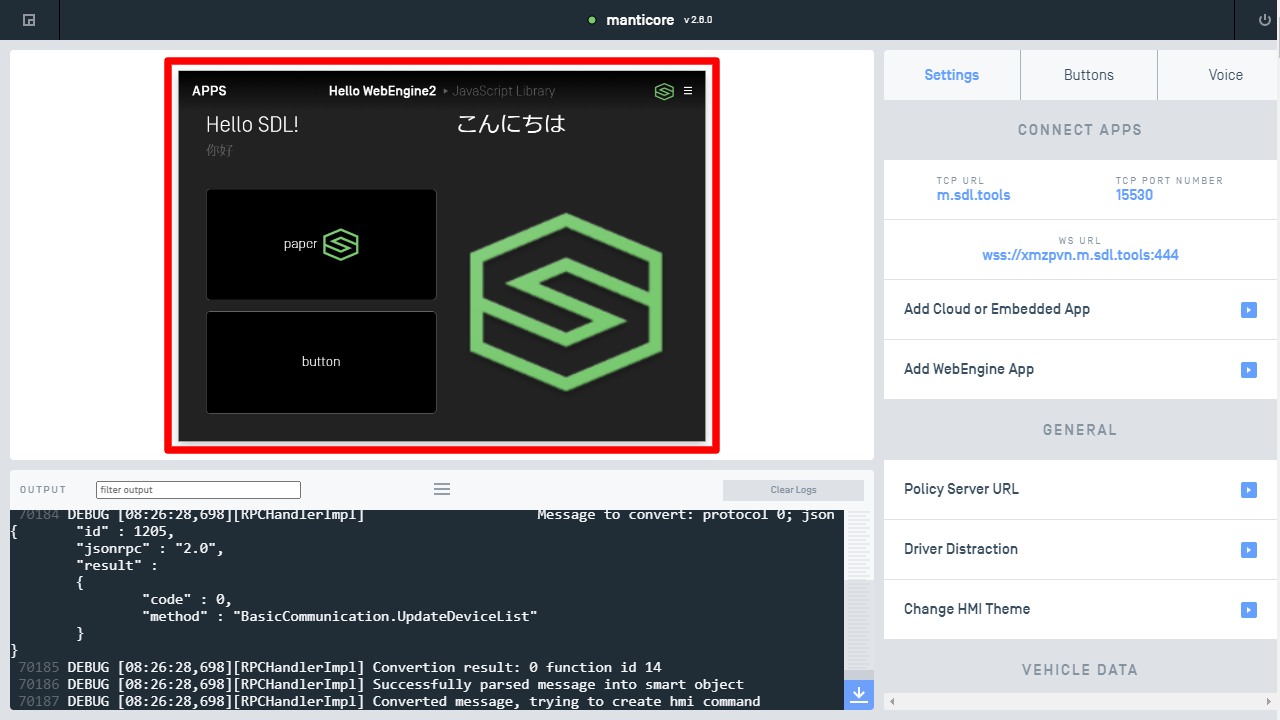 manticore v 2.6.0
APPS
Hello WebEngine2 ‣ JavaScript Library
Hello SDL!
こんにちは
你好
paper
button
OUTPUT
filter output
Clear Logs
70184 DEBUG [08:26:28,698][RPCHandlerImpl] Message to convert: protocol 0; json
{ "id" : 1205,
"jsonrpc" : "2.0",
"result" :
{
"code" : 0,
"method" : "BasicCommunication.UpdateDeviceList"
}
}
70185 DEBUG [08:26:28,698][RPCHandlerImpl] Convertion result: 0 function id 14
70186 DEBUG [08:26:28,698][RPCHandlerImpl] Successfully parsed message into smart object
70187 DEBUG [08:26:28,698][RPCHandlerImpl] Converted message, trying to create hmi command
Settings
Buttons
Voice
CONNECT APPS
TCP URL
m.sdl.tools
TCP PORT NUMBER
15530
WS URL
wss://xmzpvn.m.sdl.tools:444
Add Cloud or Embedded App
Add WebEngine App
GENERAL
Policy Server URL
Driver Distraction
Change HMI Theme
VEHICLE DATA